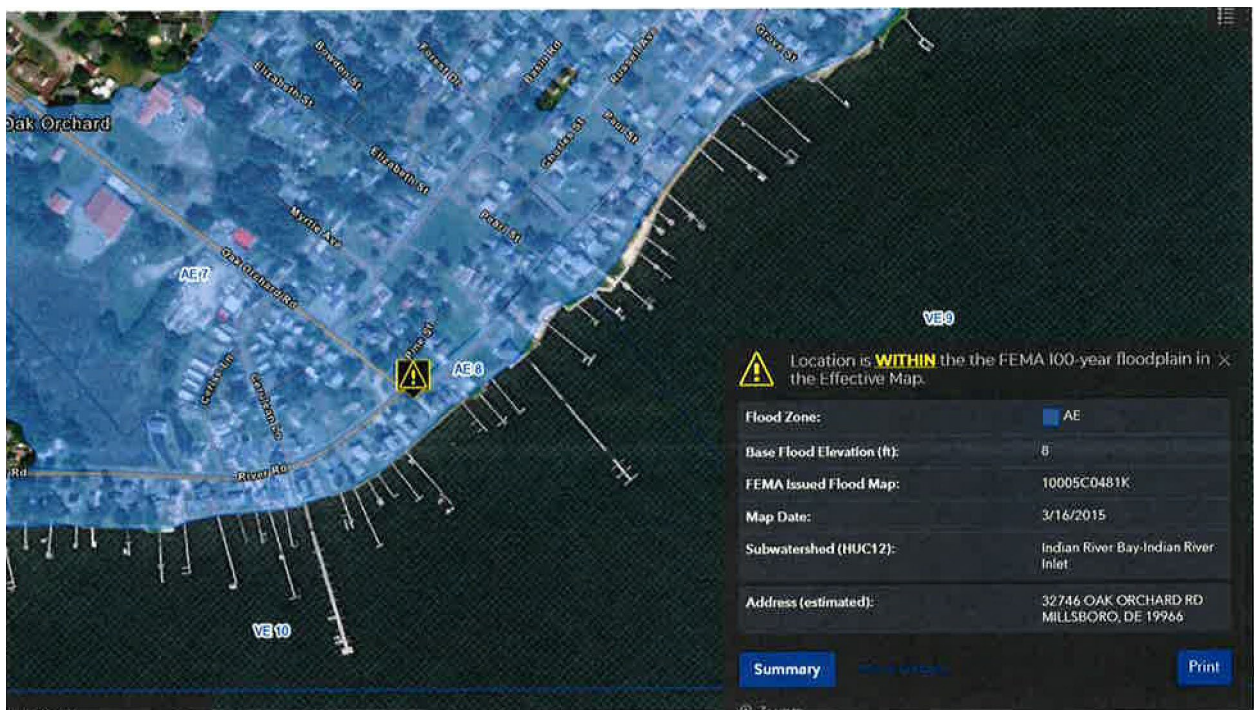 Bowden St
Forest Dr
Basin Rd
Russel Ave
Grove St
Elizabeth St
Oak Orchard
Charles St
Paul St
Elizabeth St
Myrtle Ave
Pearl St
Oak Orchard Rd
AE 7
VE 9
Pine St
AE 8
Cerulean Ln
Rd
River Rd
VE 10
Location is WITHIN the the FEMA 100-year floodplain in
the Effective Map.
Flood Zone: AE
Base Flood Elevation (ft): 8
FEMA Issued Flood Map: 10005C0481K
Map Date: 3/16/2015
Subwatershed (HUC12): Indian River Bay-Indian River
Inlet
Address (estimated): 32746 OAK ORCHARD RD
MILLSBORO, DE 19966
Summary
Print